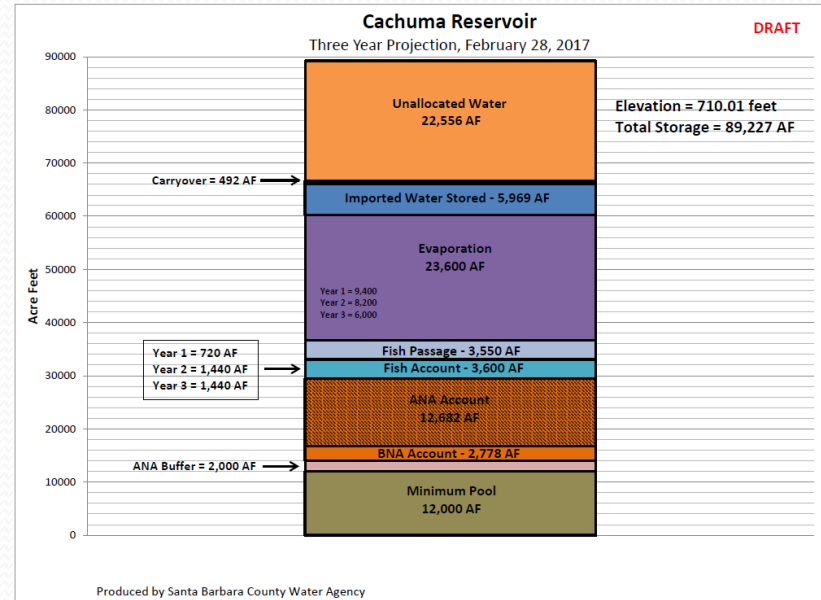 Cachuma Reservoir
DRAFT
Three Year Projection, February 28, 2017
90000
80000
70000
60000
50000
40000
30000
20000
10000
0
Acre Feet
Unallocated Water
22,556 AF
Elevation = 710.01 feet
Total Storage = 89,227 AF
Carryover = 492 AF
Imported Water Stored - 5,969 AF
Evaporation
23,600 AF
Year 1 = 9,400
Year 2 = 8,200
Year 3 = 6,000
Fish Passage - 3,550 AF
Year 1 = 720 AF
Year 2 = 1,440 AF
Year 3 = 1,440 AF
Fish Account - 3,600 AF
ANA Account
12,682 AF
BNA Account - 2,778 AF
ANA Buffer = 2,000 AF
Minimum Pool
12,000 AF
Produced by Santa Barbara County Water Agency